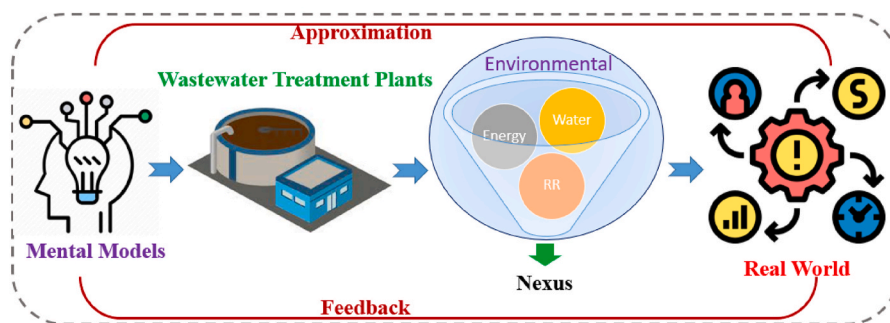 Approximation
Wastewater Treatment Plants
Environmental
Energy
Water
RR
Mental Models
Nexus
Real World
Feedback
S
!